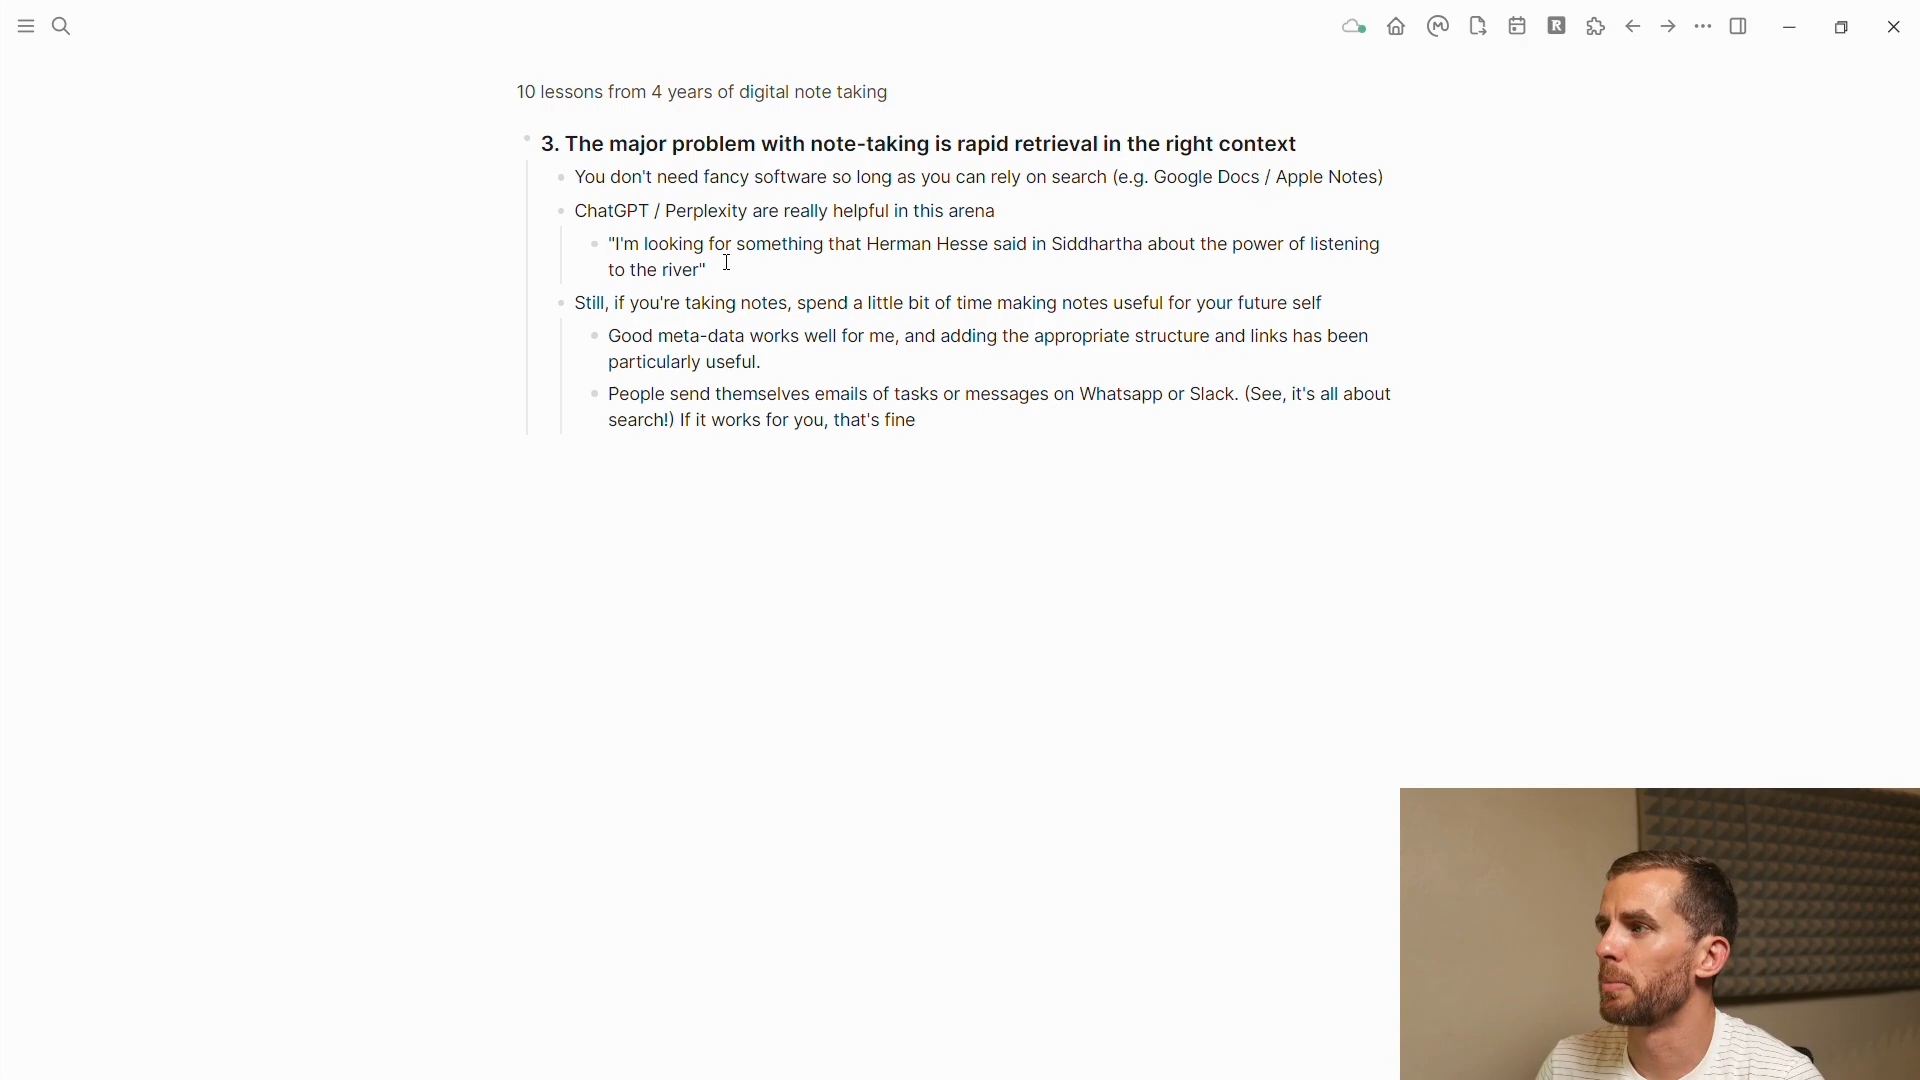 10 lessons from 4 years of digital note taking
3. The major problem with note-taking is rapid retrieval in the right context
You don't need fancy software so long as you can rely on search (e.g. Google Docs / Apple Notes)
ChatGPT / Perplexity are really helpful in this arena
"I'm looking for something that Herman Hesse said in Siddhartha about the power of listening
to the river"
Still, if you're taking notes, spend a little bit of time making notes useful for your future self
Good meta-data works well for me, and adding the appropriate structure and links has been
particularly useful.
People send themselves emails of tasks or messages on Whatsapp or Slack. (See, it's all about
search!) If it works for you, that's fine